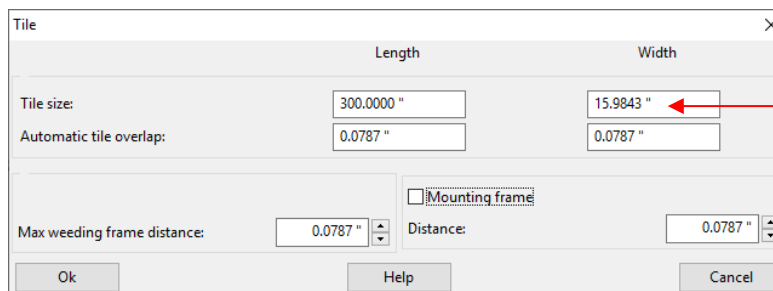 Tile
Length Width
Tile size: 300.0000 " 15.9843 "
Automatic tile overlap: 0.0787 " 0.0787 "
Mounting frame
Max weeding frame distance: 0.0787 " Distance: 0.0787 "
Ok Help Cancel